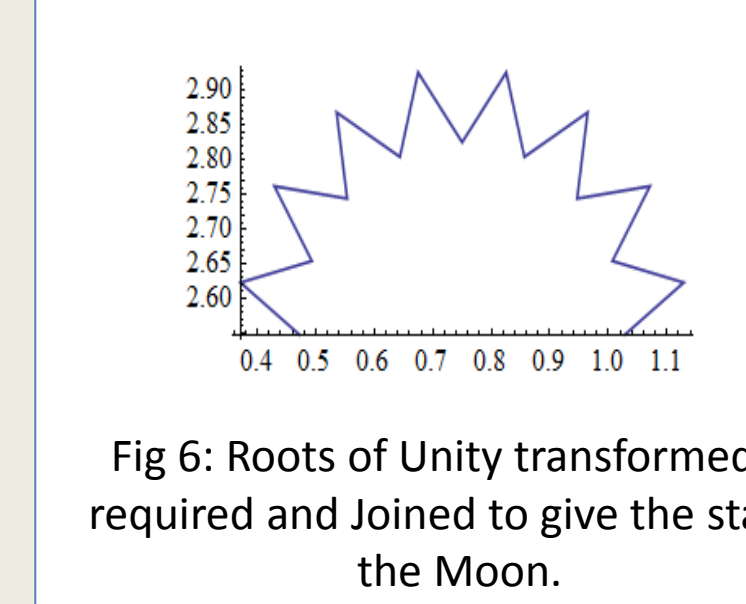 2.90
2.85
2.80
2.75
2.70
2.65
2.60
0.4 0.5 0.6 0.7 0.8 0.9 1.0 1.1
Fig 6: Roots of Unity transformed
required and Joined to give the
the Moon.